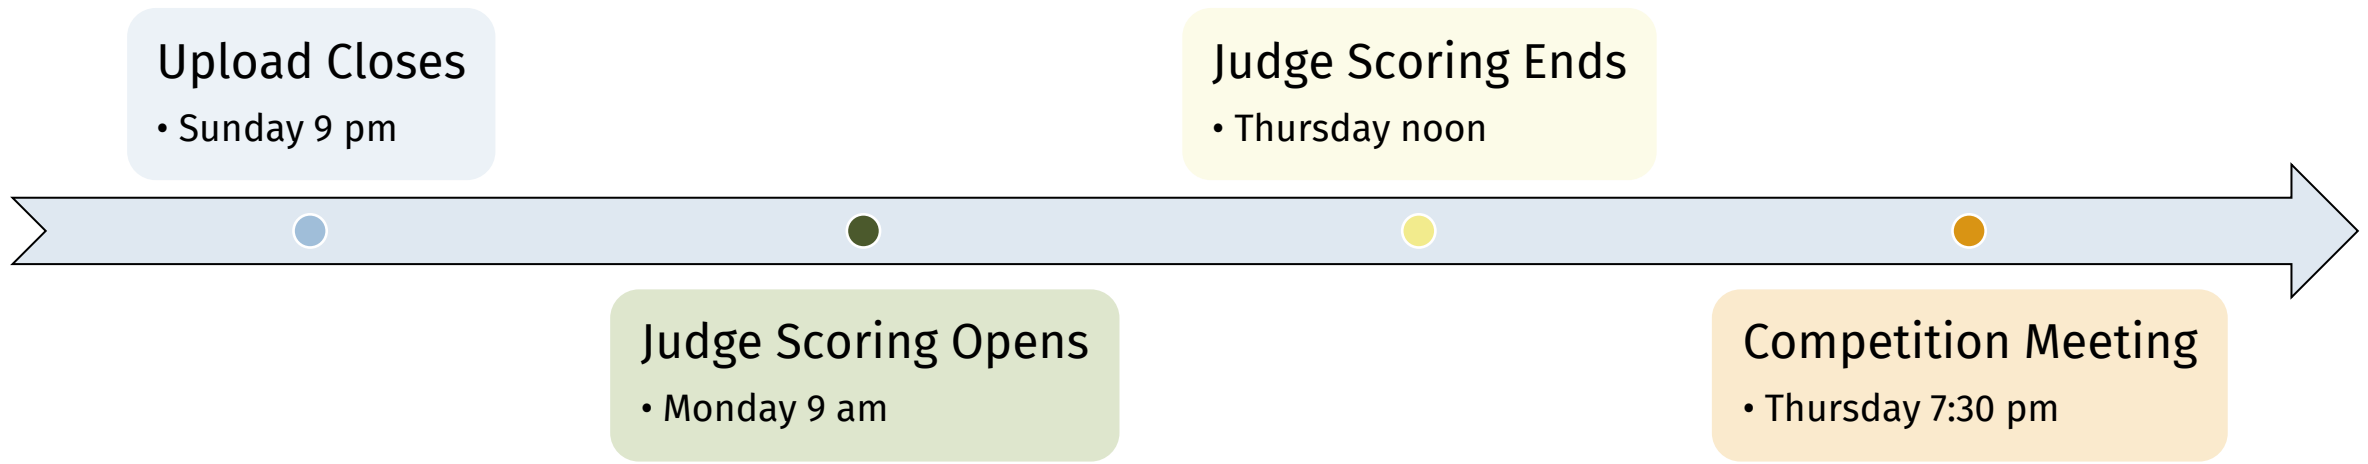 Upload Closes
• Sunday 9 pm
Judge Scoring Opens
• Monday 9 am
Judge Scoring Ends
• Thursday noon
Competition Meeting
• Thursday 7:30 pm